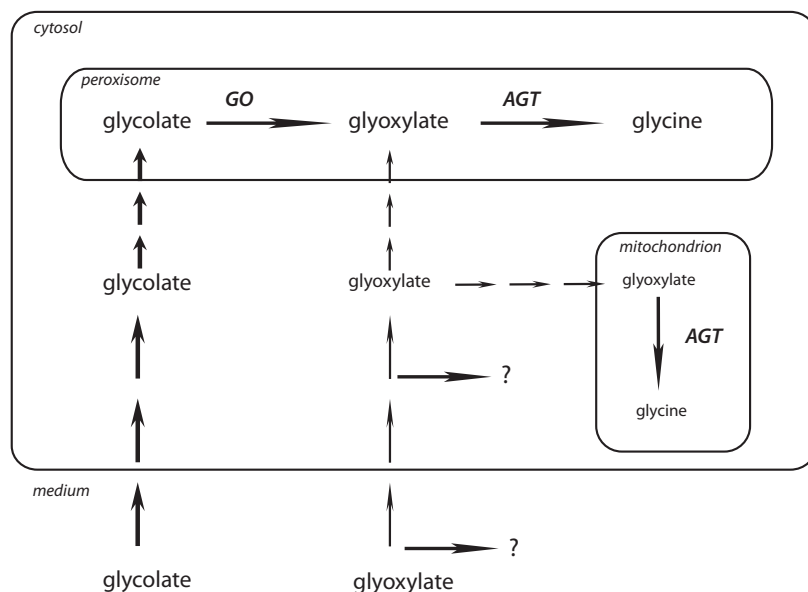 cytosol
peroxisome
GO AGT
glycolate glyoxylate glycine
mitochondrion
glycolate glyoxylate glyoxylate
AGT
?
glycine
medium
?
glycolate glyoxylate